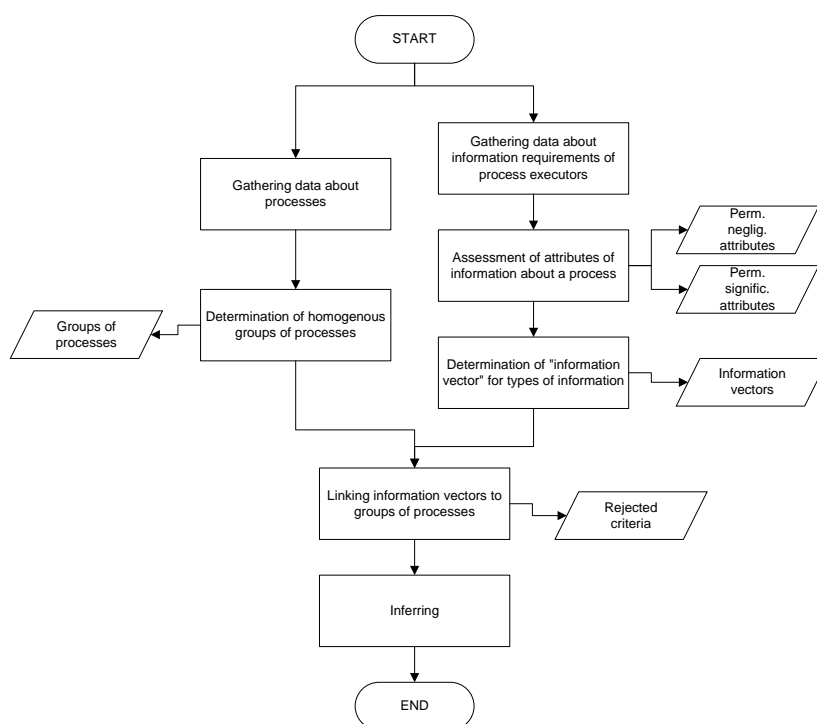 START
Gathering data about
information requirements of
process executors
Gathering data about
processes
Perm.
neglig.
attributes
Assessment of attributes of
information about a process
Perm.
signific.
attributes
Groups of
processes
Determination of homogenous
groups of processes
Determination of "information
vector" for types of information
Information
vectors
Linking information vectors to
groups of processes
Rejected
criteria
Inferring
END